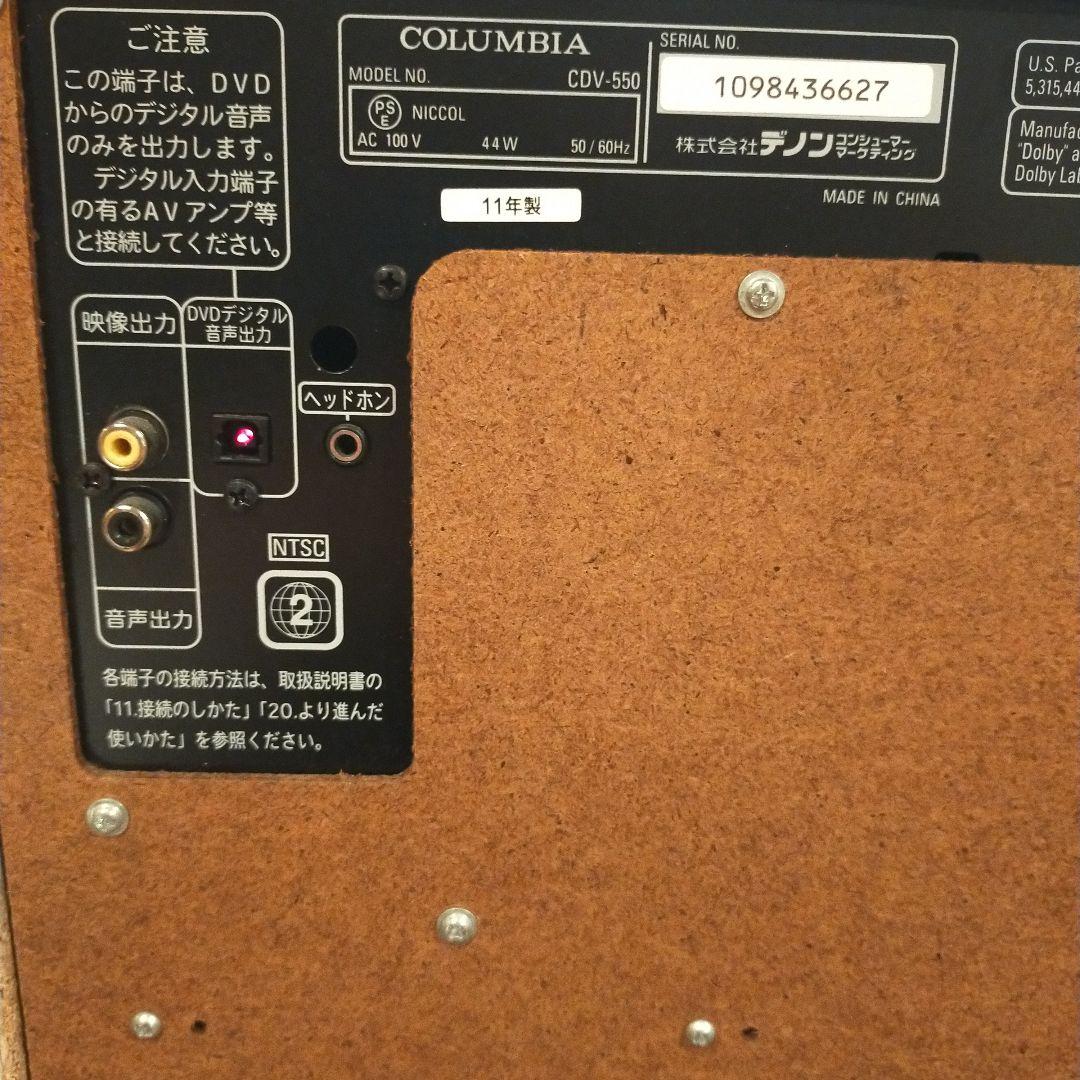 ご注意
この端子は、DVD
からのデジタル音声
のみを出力します。
デジタル入力端子
の有るAVアンプ等
と接続してください。
COLUMBIA
MODEL NO. CDV-550
PSE NICCOL
AC 100 V 44 W 50 / 60Hz
SERIAL NO.
1098436627
株式会社デノンコンシューマーマーケティング
MADE IN CHINA
11年製
U.S. Pa
5,315,44
Manufac
"Dolby" a
Dolby Lab
映像出力
DVDデジタル
音声出力
ヘッドホン
音声出力
NTSC
2
各端子の接続方法は、取扱説明書の
「11.接続のしかた」「20.より進んだ
使いかた」を参照ください。